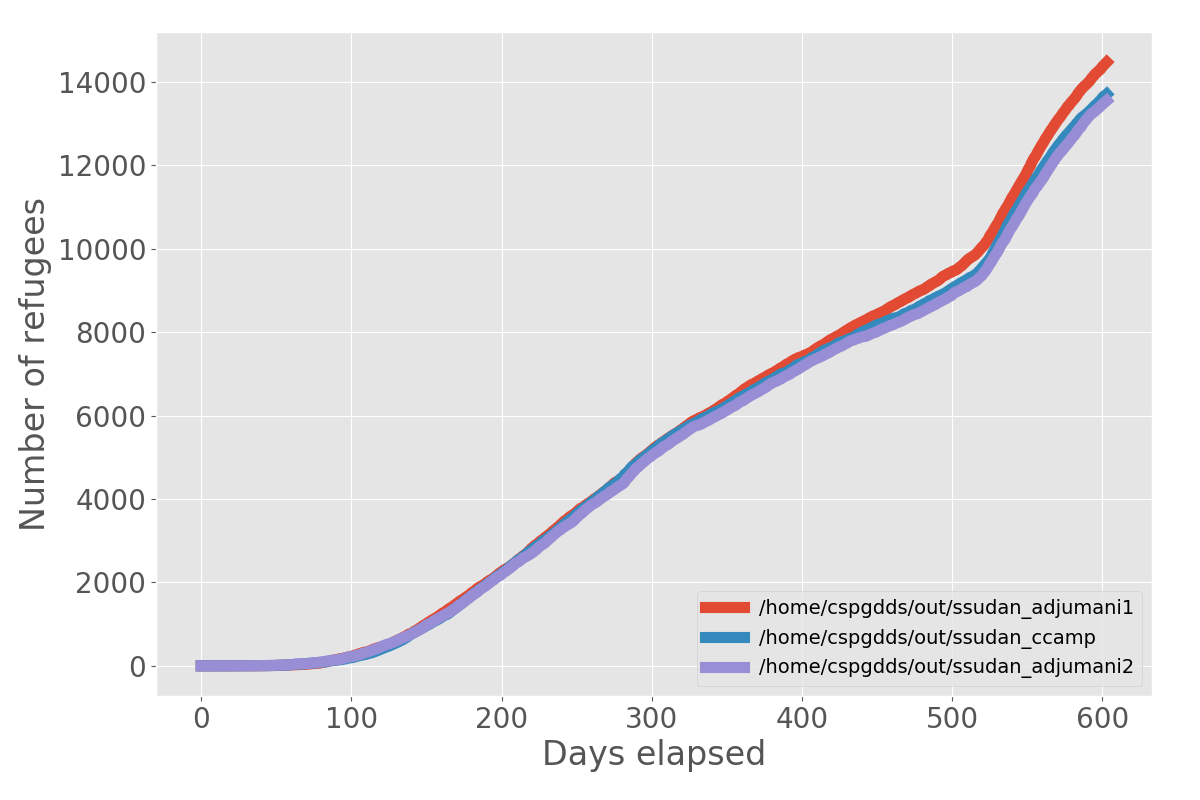 14000
12000
10000
8000
6000
4000
2000
0
Number of refugees
/home/cspgdds/out/ssudan_adjumani1
/home/cspgdds/out/ssudan_ccamp
/home/cspgdds/out/ssudan_adjumani2
0 100 200 300 400 500 600
Days elapsed